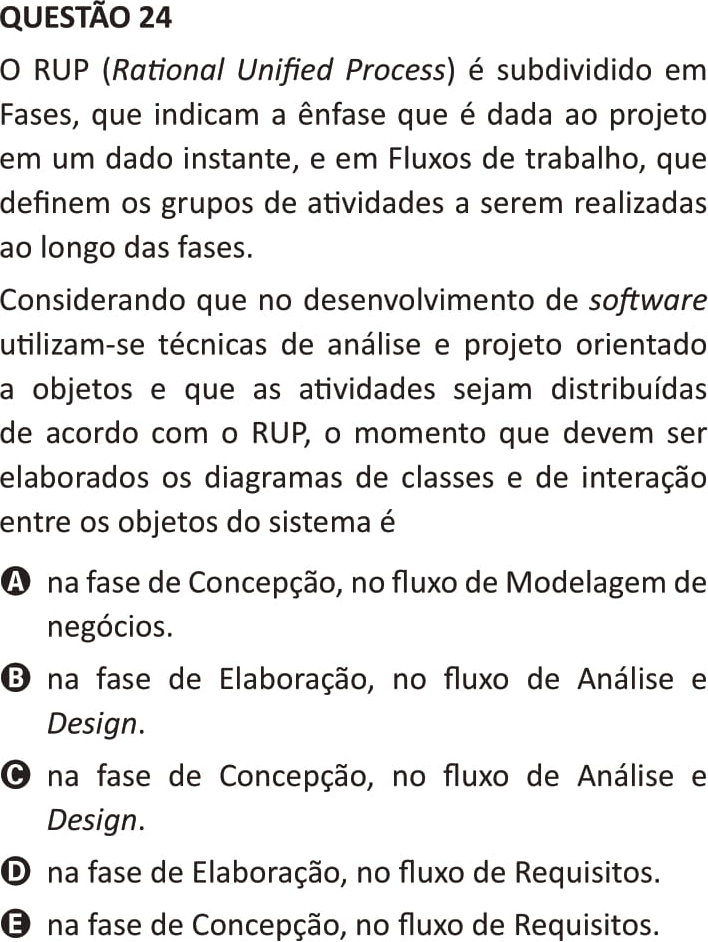 QUESTÃO 24
O RUP (Rational Unified Process) é subdividido em
Fases, que indicam a ênfase que é dada ao projeto
em um dado instante, e em Fluxos de trabalho, que
definem os grupos de atividades a serem realizadas
ao longo das fases.
Considerando que no desenvolvimento de software
utilizam-se técnicas de análise e projeto orientado
a objetos e que as atividades sejam distribuídas
de acordo com o RUP, o momento que devem ser
elaborados os diagramas de classes e de interação
entre os objetos do sistema é
A na fase de Concepção, no fluxo de Modelagem de
negócios.
B na fase de Elaboração, no fluxo de Análise e
Design.
C na fase de Concepção, no fluxo de Análise e
Design.
D na fase de Elaboração, no fluxo de Requisitos.
E na fase de Concepção, no fluxo de Requisitos.